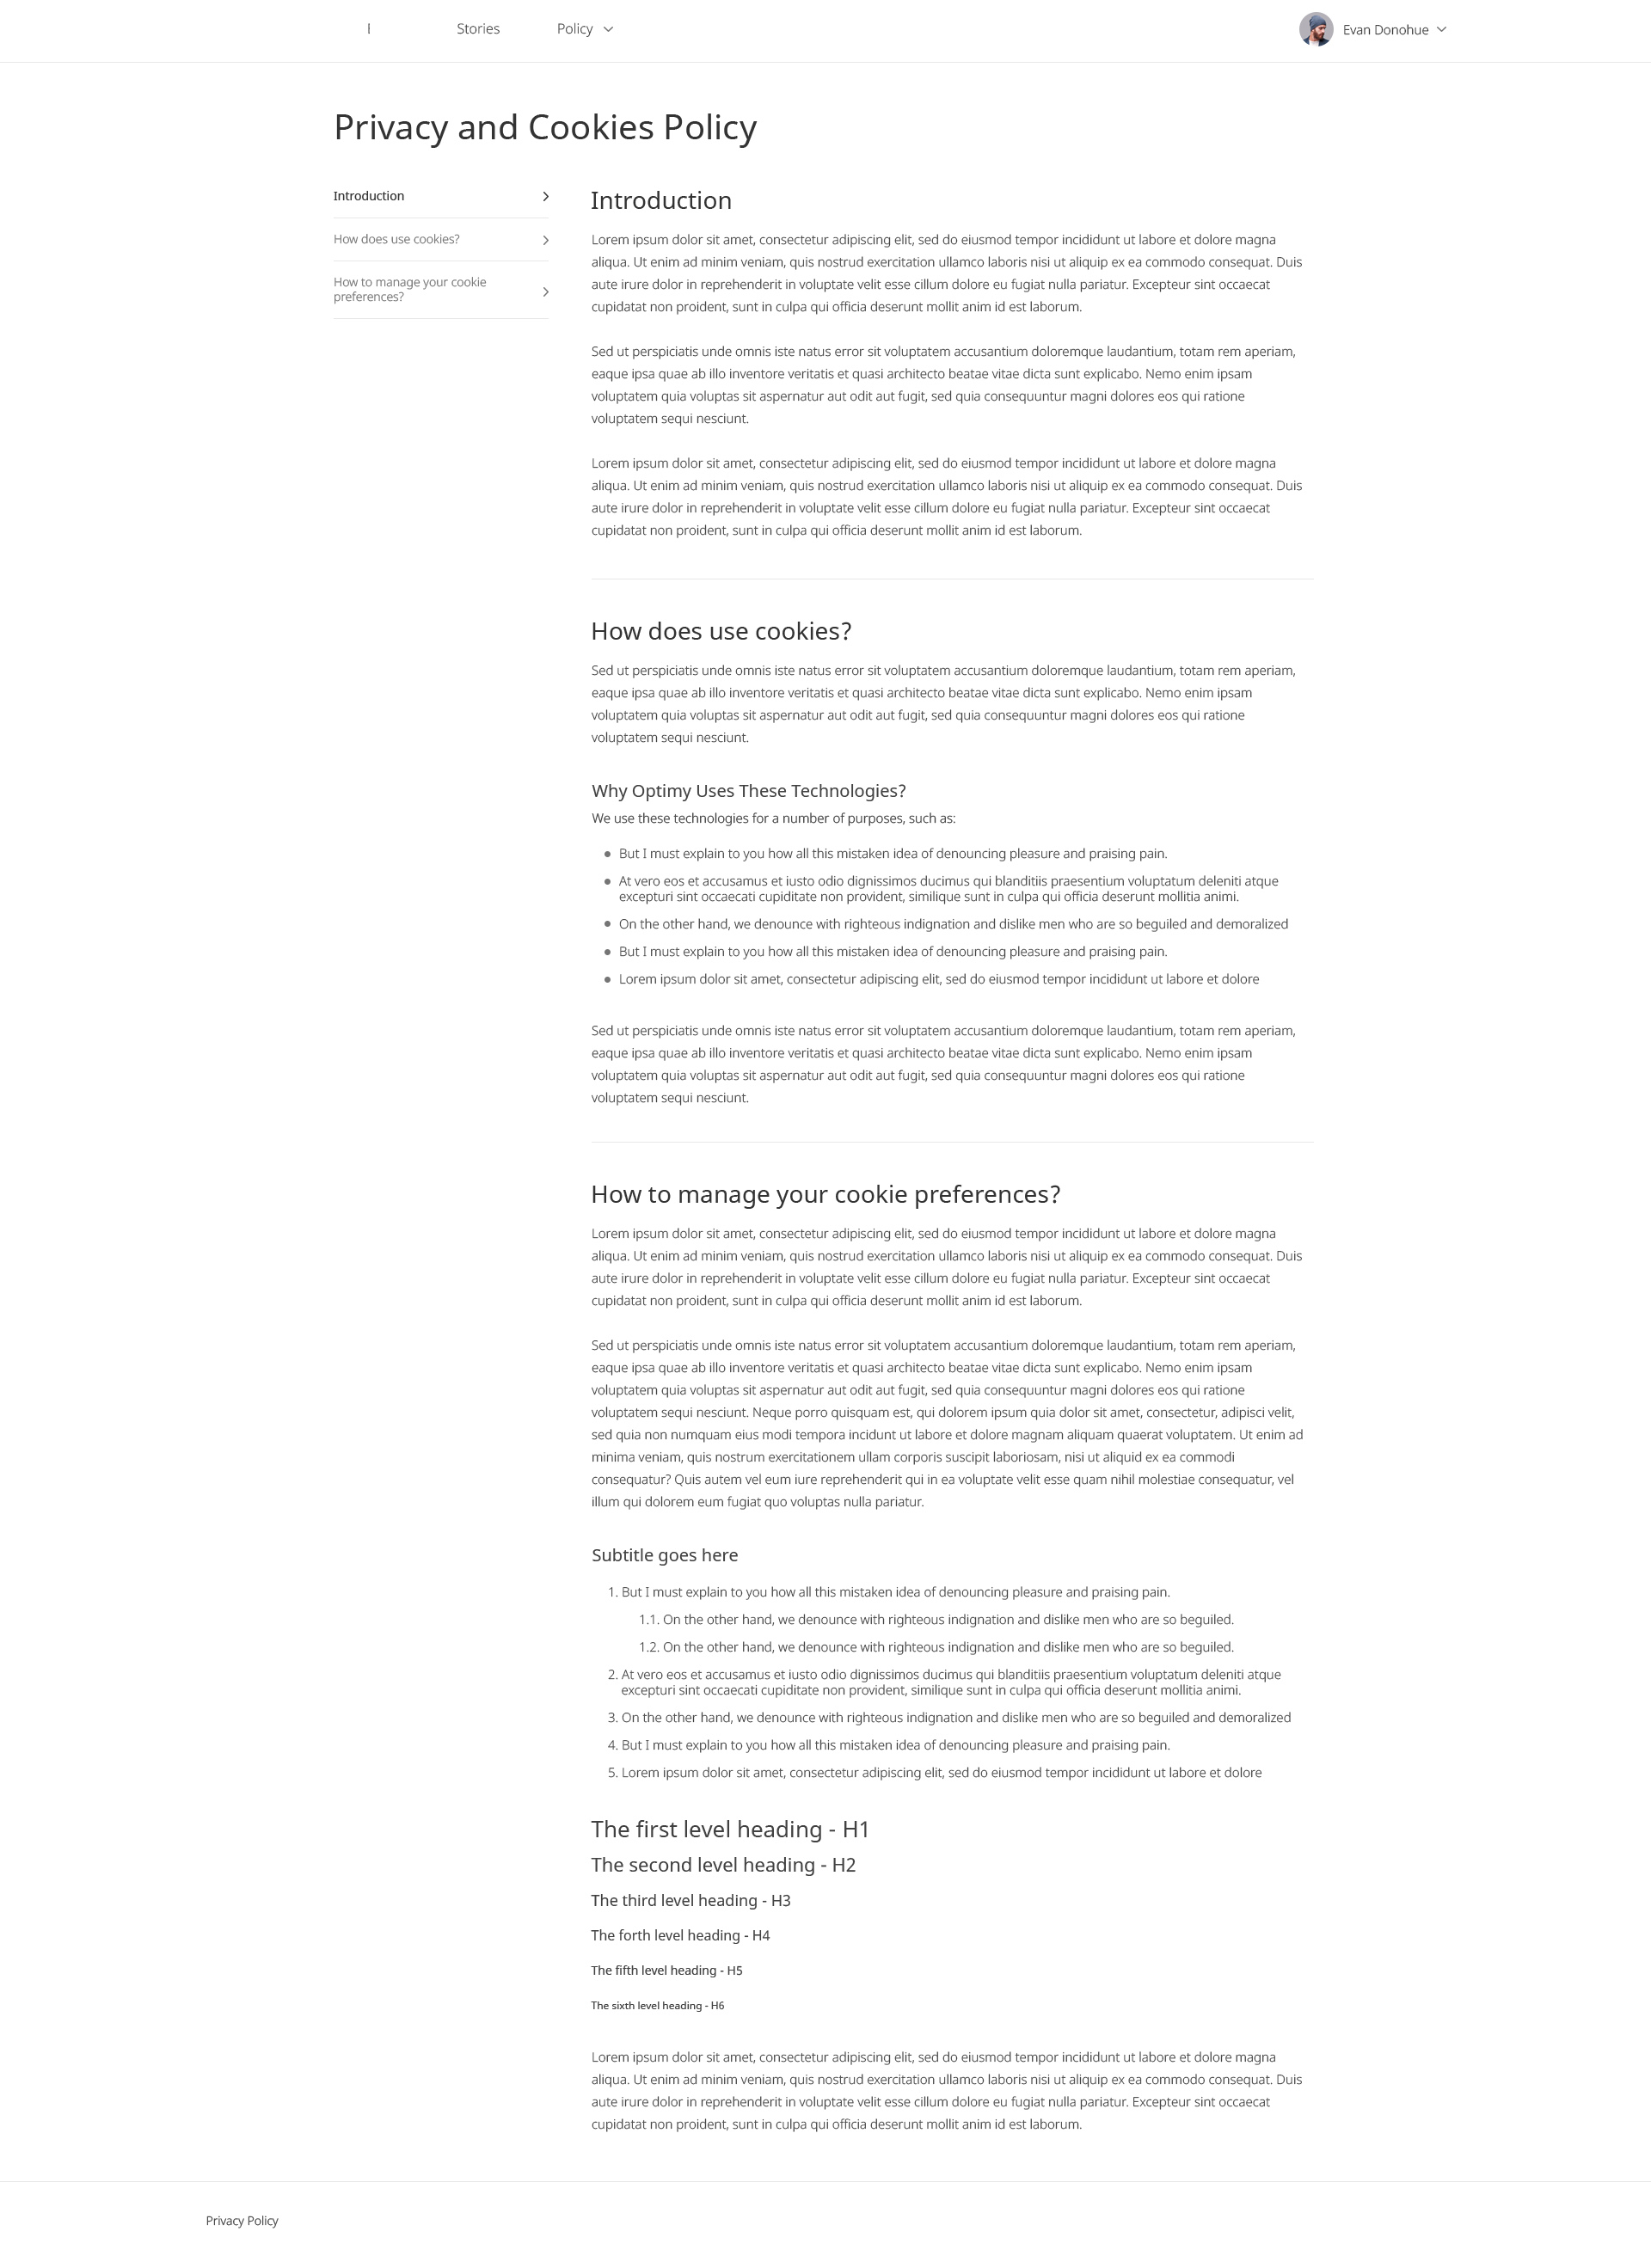 I Stories Policy Evan Donohue
Privacy and Cookies Policy
Introduction
How does use cookies?
How to manage your cookie
preferences?
Introduction
Lorem ipsum dolor sit amet, consectetur adipiscing elit, sed do eiusmod tempor incididunt ut labore et dolore magna
aliqua. Ut enim ad minim veniam, quis nostrud exercitation ullamco laboris nisi ut aliquip ex ea commodo consequat. Duis
aute irure dolor in reprehenderit in voluptate velit esse cillum dolore eu fugiat nulla pariatur. Excepteur sint occaecat
cupidatat non proident, sunt in culpa qui officia deserunt mollit anim id est laborum.
Sed ut perspiciatis unde omnis iste natus error sit voluptatem accusantium doloremque laudantium, totam rem aperiam,
eaque ipsa quae ab illo inventore veritatis et quasi architecto beatae vitae dicta sunt explicabo. Nemo enim ipsam
voluptatem quia voluptas sit aspernatur aut odit aut fugit, sed quia consequuntur magni dolores eos qui ratione
voluptatem sequi nesciunt.
Lorem ipsum dolor sit amet, consectetur adipiscing elit, sed do eiusmod tempor incididunt ut labore et dolore magna
aliqua. Ut enim ad minim veniam, quis nostrud exercitation ullamco laboris nisi ut aliquip ex ea commodo consequat. Duis
aute irure dolor in reprehenderit in voluptate velit esse cillum dolore eu fugiat nulla pariatur. Excepteur sint occaecat
cupidatat non proident, sunt in culpa qui officia deserunt mollit anim id est laborum.
How does use cookies?
Sed ut perspiciatis unde omnis iste natus error sit voluptatem accusantium doloremque laudantium, totam rem aperiam,
eaque ipsa quae ab illo inventore veritatis et quasi architecto beatae vitae dicta sunt explicabo. Nemo enim ipsam
voluptatem quia voluptas sit aspernatur aut odit aut fugit, sed quia consequuntur magni dolores eos qui ratione
voluptatem sequi nesciunt.
Why Optimy Uses These Technologies?
We use these technologies for a number of purposes, such as:
But I must explain to you how all this mistaken idea of denouncing pleasure and praising pain.
At vero eos et accusamus et iusto odio dignissimos ducimus qui blanditiis praesentium voluptatum deleniti atque
excepturi sint occaecati cupiditate non provident, similique sunt in culpa qui officia deserunt mollitia animi.
On the other hand, we denounce with righteous indignation and dislike men who are so beguiled and demoralized
But I must explain to you how all this mistaken idea of denouncing pleasure and praising pain.
Lorem ipsum dolor sit amet, consectetur adipiscing elit, sed do eiusmod tempor incididunt ut labore et dolore
Sed ut perspiciatis unde omnis iste natus error sit voluptatem accusantium doloremque laudantium, totam rem aperiam,
eaque ipsa quae ab illo inventore veritatis et quasi architecto beatae vitae dicta sunt explicabo. Nemo enim ipsam
voluptatem quia voluptas sit aspernatur aut odit aut fugit, sed quia consequuntur magni dolores eos qui ratione
voluptatem sequi nesciunt.
How to manage your cookie preferences?
Lorem ipsum dolor sit amet, consectetur adipiscing elit, sed do eiusmod tempor incididunt ut labore et dolore magna
aliqua. Ut enim ad minim veniam, quis nostrud exercitation ullamco laboris nisi ut aliquip ex ea commodo consequat. Duis
aute irure dolor in reprehenderit in voluptate velit esse cillum dolore eu fugiat nulla pariatur. Excepteur sint occaecat
cupidatat non proident, sunt in culpa qui officia deserunt mollit anim id est laborum.
Sed ut perspiciatis unde omnis iste natus error sit voluptatem accusantium doloremque laudantium, totam rem aperiam,
eaque ipsa quae ab illo inventore veritatis et quasi architecto beatae vitae dicta sunt explicabo. Nemo enim ipsam
voluptatem quia voluptas sit aspernatur aut odit aut fugit, sed quia consequuntur magni dolores eos qui ratione
voluptatem sequi nesciunt. Neque porro quisquam est, qui dolorem ipsum quia dolor sit amet, consectetur, adipisci velit,
sed quia non numquam eius modi tempora incidunt ut labore et dolore magnam aliquam quaerat voluptatem. Ut enim ad
minima veniam, quis nostrum exercitationem ullam corporis suscipit laboriosam, nisi ut aliquid ex ea commodi
consequatur? Quis autem vel eum iure reprehenderit qui in ea voluptate velit esse quam nihil molestiae consequatur, vel
illum qui dolorem eum fugiat quo voluptas nulla pariatur.
Subtitle goes here
1. But I must explain to you how all this mistaken idea of denouncing pleasure and praising pain.
1.1. On the other hand, we denounce with righteous indignation and dislike men who are so beguiled.
1.2. On the other hand, we denounce with righteous indignation and dislike men who are so beguiled.
2. At vero eos et accusamus et iusto odio dignissimos ducimus qui blanditiis praesentium voluptatum deleniti atque
excepturi sint occaecati cupiditate non provident, similique sunt in culpa qui officia deserunt mollitia animi.
3. On the other hand, we denounce with righteous indignation and dislike men who are so beguiled and demoralized
4. But I must explain to you how all this mistaken idea of denouncing pleasure and praising pain.
5. Lorem ipsum dolor sit amet, consectetur adipiscing elit, sed do eiusmod tempor incididunt ut labore et dolore
The first level heading - H1
The second level heading - H2
The third level heading - H3
The forth level heading - H4
The fifth level heading - H5
The sixth level heading - H6
Lorem ipsum dolor sit amet, consectetur adipiscing elit, sed do eiusmod tempor incididunt ut labore et dolore magna
aliqua. Ut enim ad minim veniam, quis nostrud exercitation ullamco laboris nisi ut aliquip ex ea commodo consequat. Duis
aute irure dolor in reprehenderit in voluptate velit esse cillum dolore eu fugiat nulla pariatur. Excepteur sint occaecat
cupidatat non proident, sunt in culpa qui officia deserunt mollit anim id est laborum.
Privacy Policy